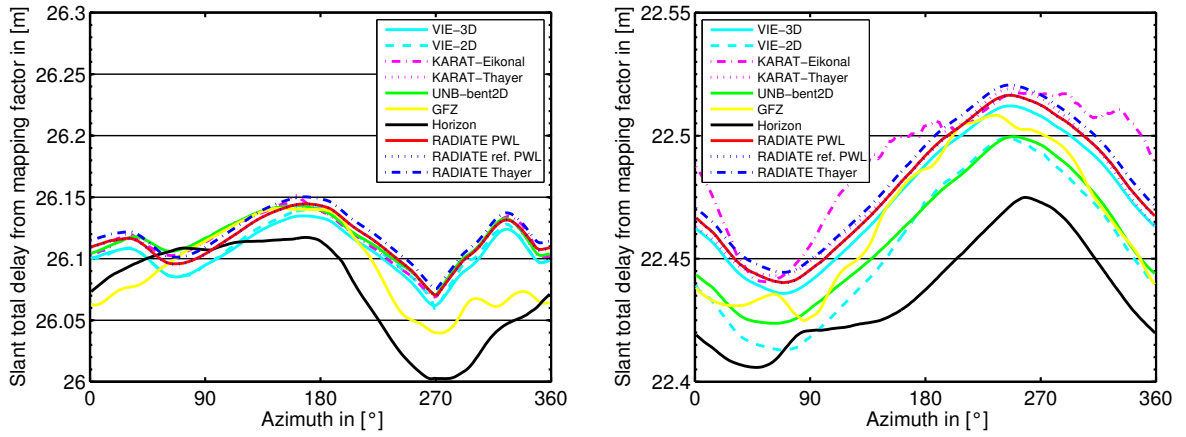 Slant total delay from mapping factor in [m]
26.3
26.25
26.2
26.15
26.1
26.05
26
0
90
180
270
360
Azimuth in [°]
VIE−3D
VIE−2D
KARAT−Eikonal
KARAT−Thayer
UNB−bent2D
GFZ
Horizon
RADIATE PWL
RADIATE ref. PWL
RADIATE Thayer
Slant total delay from mapping factor in [m]
22.6
22.55
22.5
22.45
22.4
0
90
180
270
360
Azimuth in [°]
VIE−3D
VIE−2D
KARAT−Eikonal
KARAT−Thayer
UNB−bent2D
GFZ
Horizon
RADIATE PWL
RADIATE ref. PWL
RADIATE Thayer